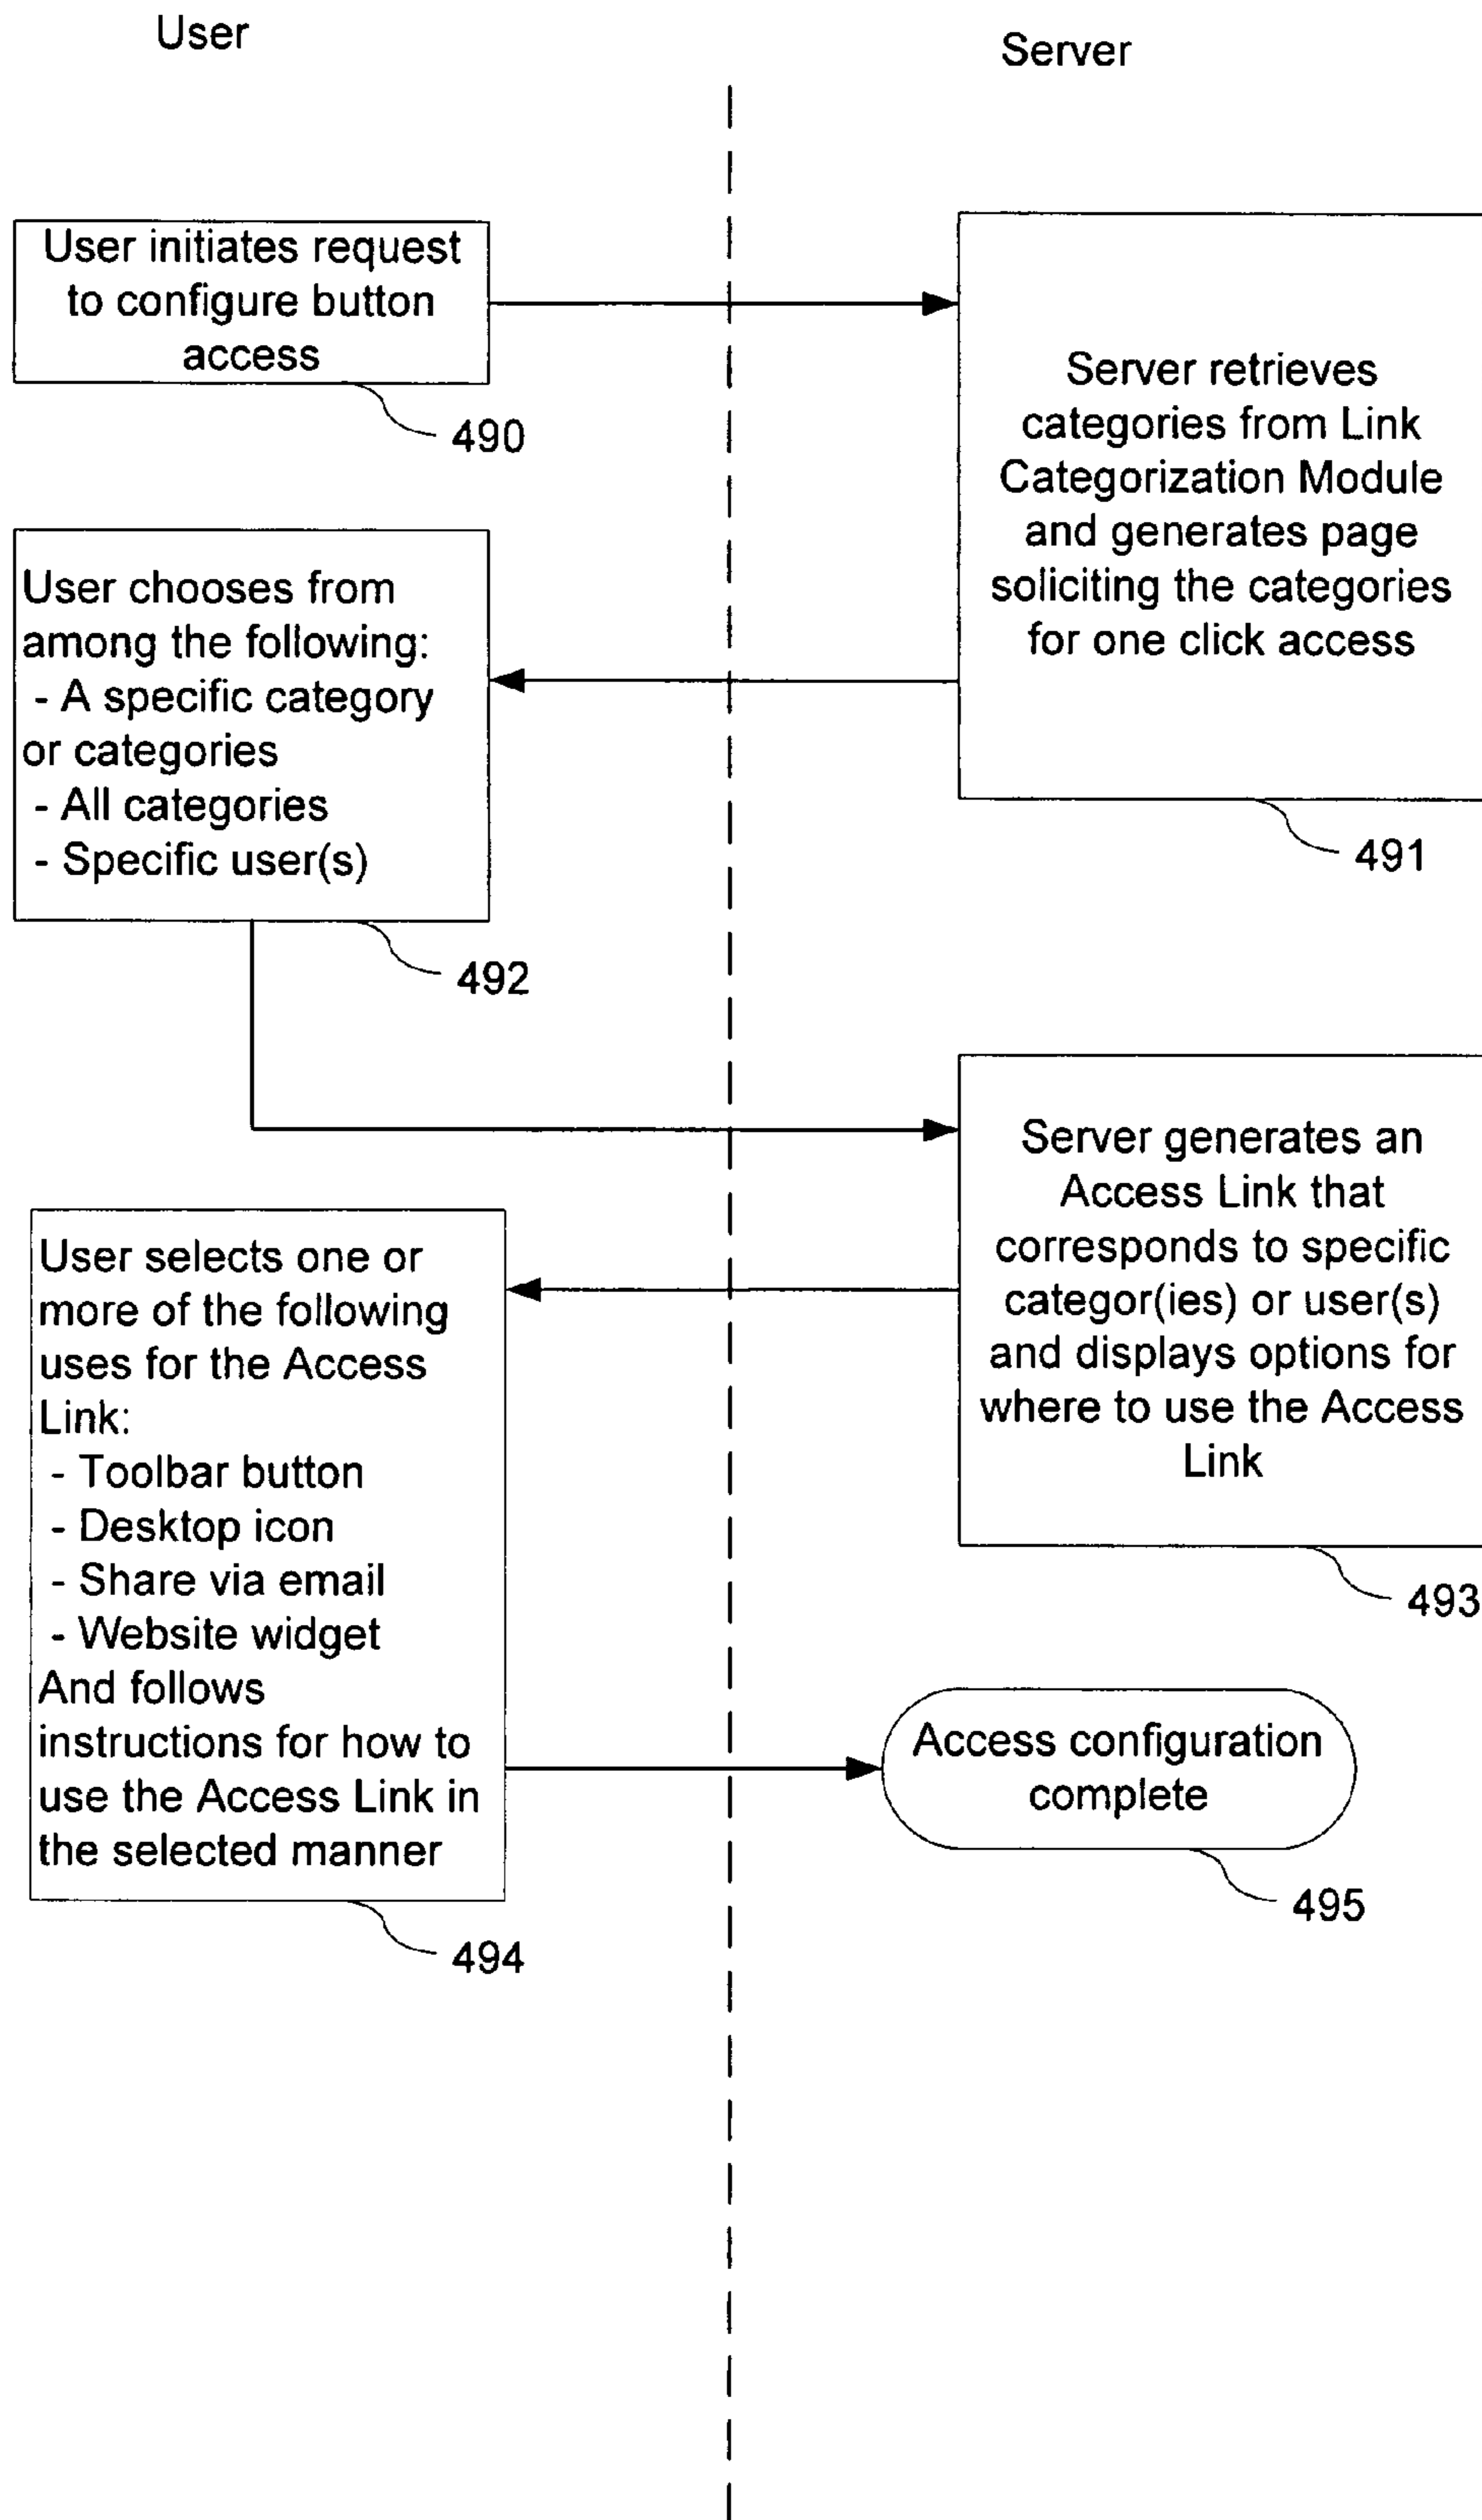 User
Server
User initiates request
to configure button
access
490
Server retrieves
categories from Link
Categorization Module
and generates page
soliciting the categories
for one click access
491
User chooses from
among the following:
- A specific category
or categories
- All categories
- Specific user(s)
492
Server generates an
Access Link that
corresponds to specific
categor(ies) or user(s)
and displays options for
where to use the Access
Link
493
User selects one or
more of the following
uses for the Access
Link:
- Toolbar button
- Desktop icon
- Share via email
- Website widget
And follows
instructions for how to
use the Access Link in
the selected manner
494
Access configuration
complete
495